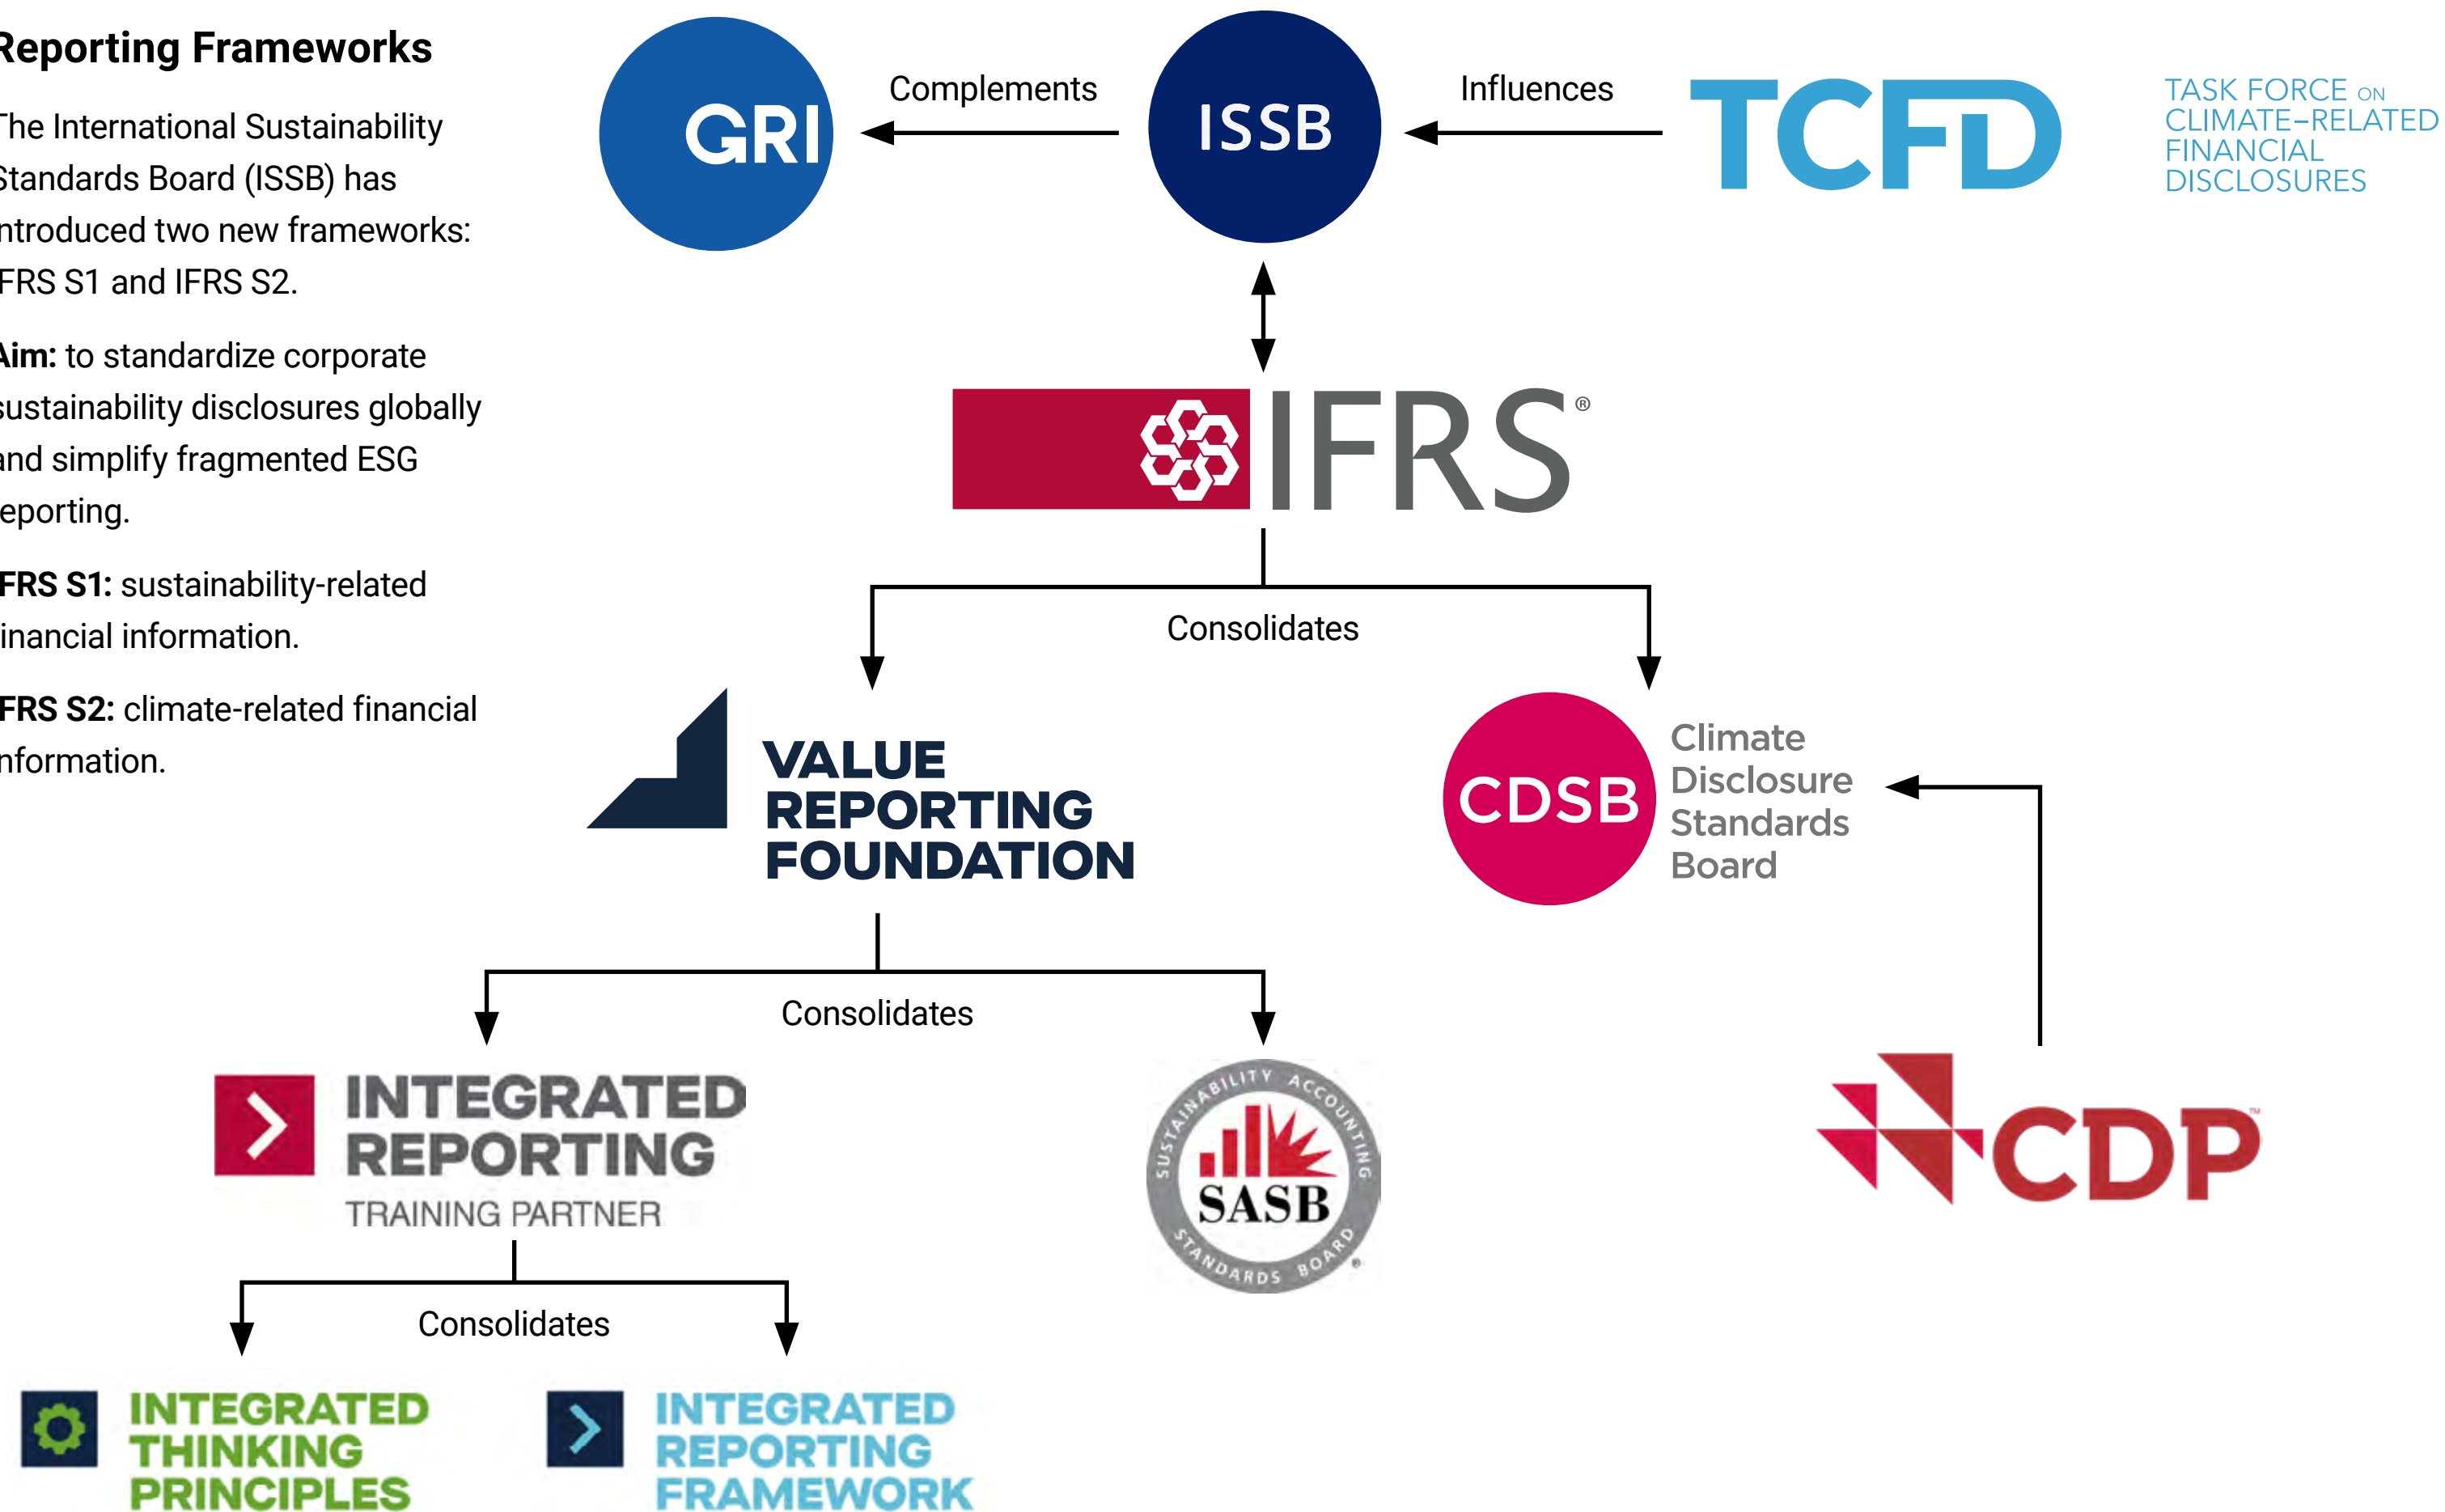 Reporting Frameworks
The International Sustainability
Standards Board (ISSB) has
ntroduced two new frameworks:
FRS S1 and IFRS S2.
Aim: to standardize corporate
sustainability disclosures globally
and simplify fragmented ESG
eporting.
FRS S1: sustainability-related
inancial information.
FRS S2: climate-related financial
nformation.
GRI
Complements
ISSB
Influences
TCFD
TASK FORCE ON
CLIMATE-RELATED
FINANCIAL
DISCLOSURES
IFRS®
Consolidates
VALUE
REPORTING
FOUNDATION
CDSB
Climate
Disclosure
Standards
Board
Consolidates
INTEGRATED
REPORTING
TRAINING PARTNER
SUSTAINABILITY ACCOUNTING
SASB
STANDARDS BOARD ®
CDP™
Consolidates
INTEGRATED
THINKING
PRINCIPLES
INTEGRATED
REPORTING
FRAMEWORK